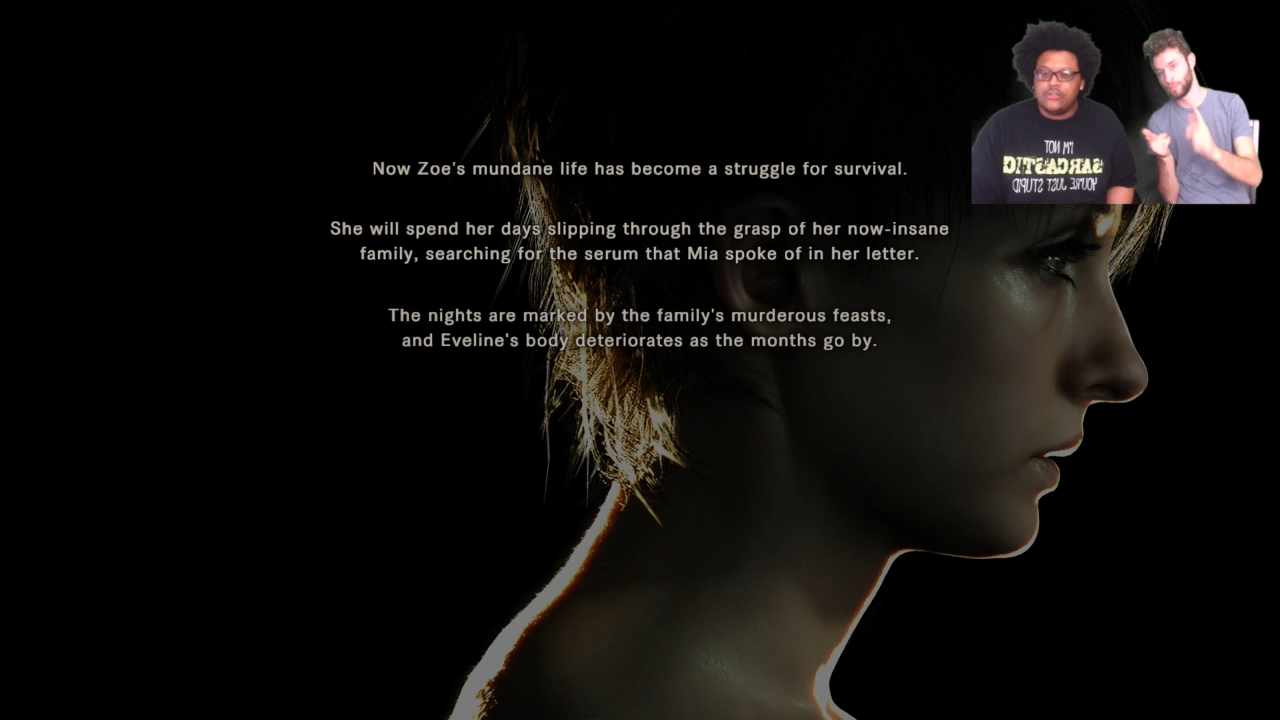 Now Zoe's mundane life has become a struggle for survival.
She will spend her days slipping through the grasp of her now-insane
family, searching for the serum that Mia spoke of in her letter.
The nights are marked by the family's murderous feasts,
and Eveline's body deteriorates as the months go by.
I'M NOT
SARCASTIC
YOU'RE JUST STUPID